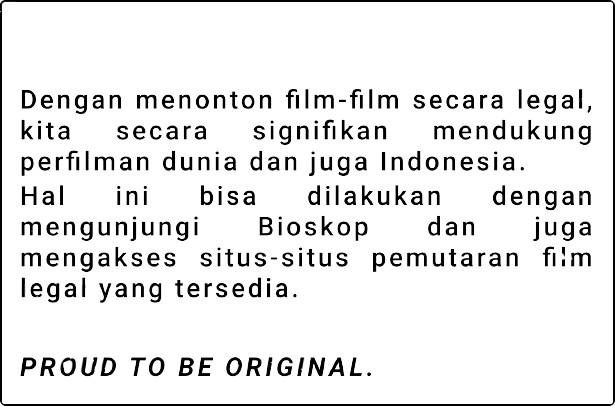 Dengan menonton film-film secara legal,
kita secara signifikan mendukung
perfilman dunia dan juga Indonesia.
Hal ini bisa dilakukan dengan
mengunjungi Bioskop dan juga
mengakses situs-situs pemutaran film
legal yang tersedia.
PROUD TO BE ORIGINAL.